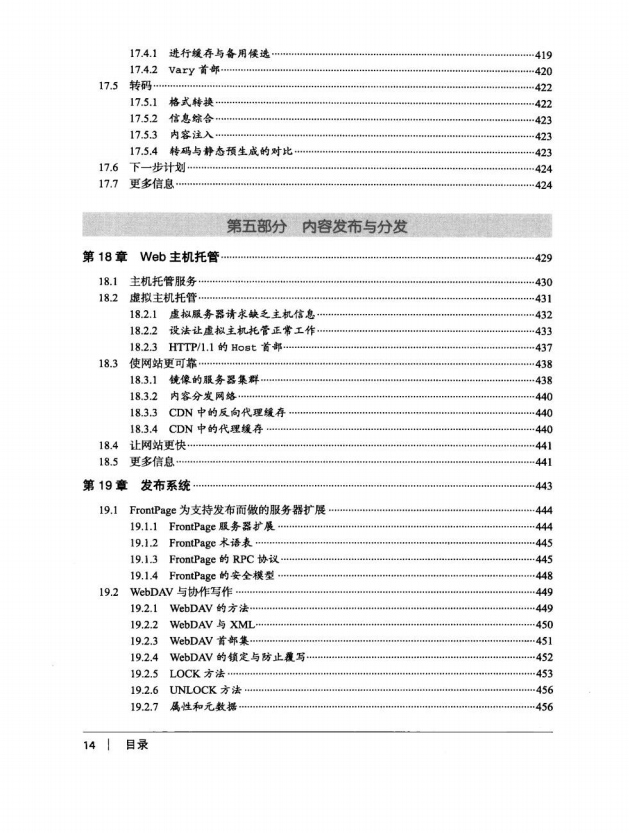 17.4.1 进行缓存与备用候选……419
17.4.2 Vary 首部……420
17.5 转码……422
17.5.1 格式转换……422
17.5.2 信息综合……423
17.5.3 内容注入……423
17.5.4 转码与静态预生成的对比……423
17.6 下一步计划……424
17.7 更多信息……424
第五部分 内容发布与分发
第 18 章 Web 主机托管……429
18.1 主机托管服务……430
18.2 虚拟主机托管……431
18.2.1 虚拟服务器请求缺乏主机信息……432
18.2.2 设法让虚拟主机托管正常工作……433
18.2.3 HTTP/1.1 的 Host 首部……437
18.3 使网站更可靠……438
18.3.1 镜像的服务器集群……438
18.3.2 内容分发网络……440
18.3.3 CDN 中的反向代理缓存……440
18.3.4 CDN 中的代理缓存……440
18.4 让网站更快……441
18.5 更多信息……441
第 19 章 发布系统……443
19.1 FrontPage 为支持发布而做的服务器扩展……444
19.1.1 FrontPage 服务器扩展……444
19.1.2 FrontPage 术语表……445
19.1.3 FrontPage 的 RPC 协议……445
19.1.4 FrontPage 的安全模型……448
19.2 WebDAV 与协作写作……449
19.2.1 WebDAV 的方法……449
19.2.2 WebDAV 与 XML……450
19.2.3 WebDAV 首部集……451
19.2.4 WebDAV 的锁定与防止覆写……452
19.2.5 LOCK 方法……453
19.2.6 UNLOCK 方法……456
19.2.7 属性和元数据……456
14 | 目录